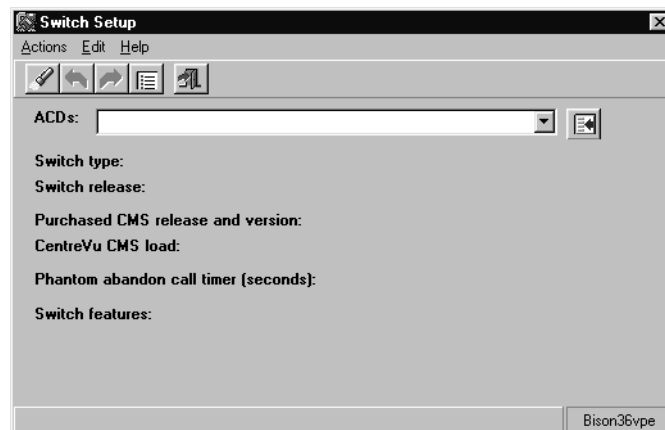 Switch Setup
Actions Edit Help
ACDs:
Switch type:
Switch release:
Purchased CMS release and version:
CentreVu CMS load:
Phantom abandon call timer (seconds):
Switch features:
Bison36vpe